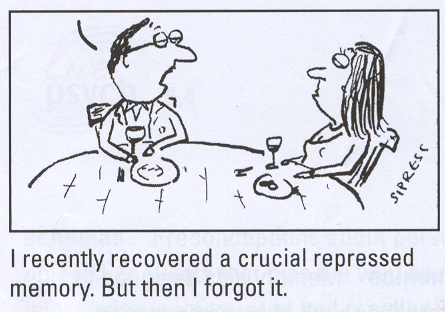 SIPRESS
I recently recovered a crucial repressed
memory. But then I forgot it.